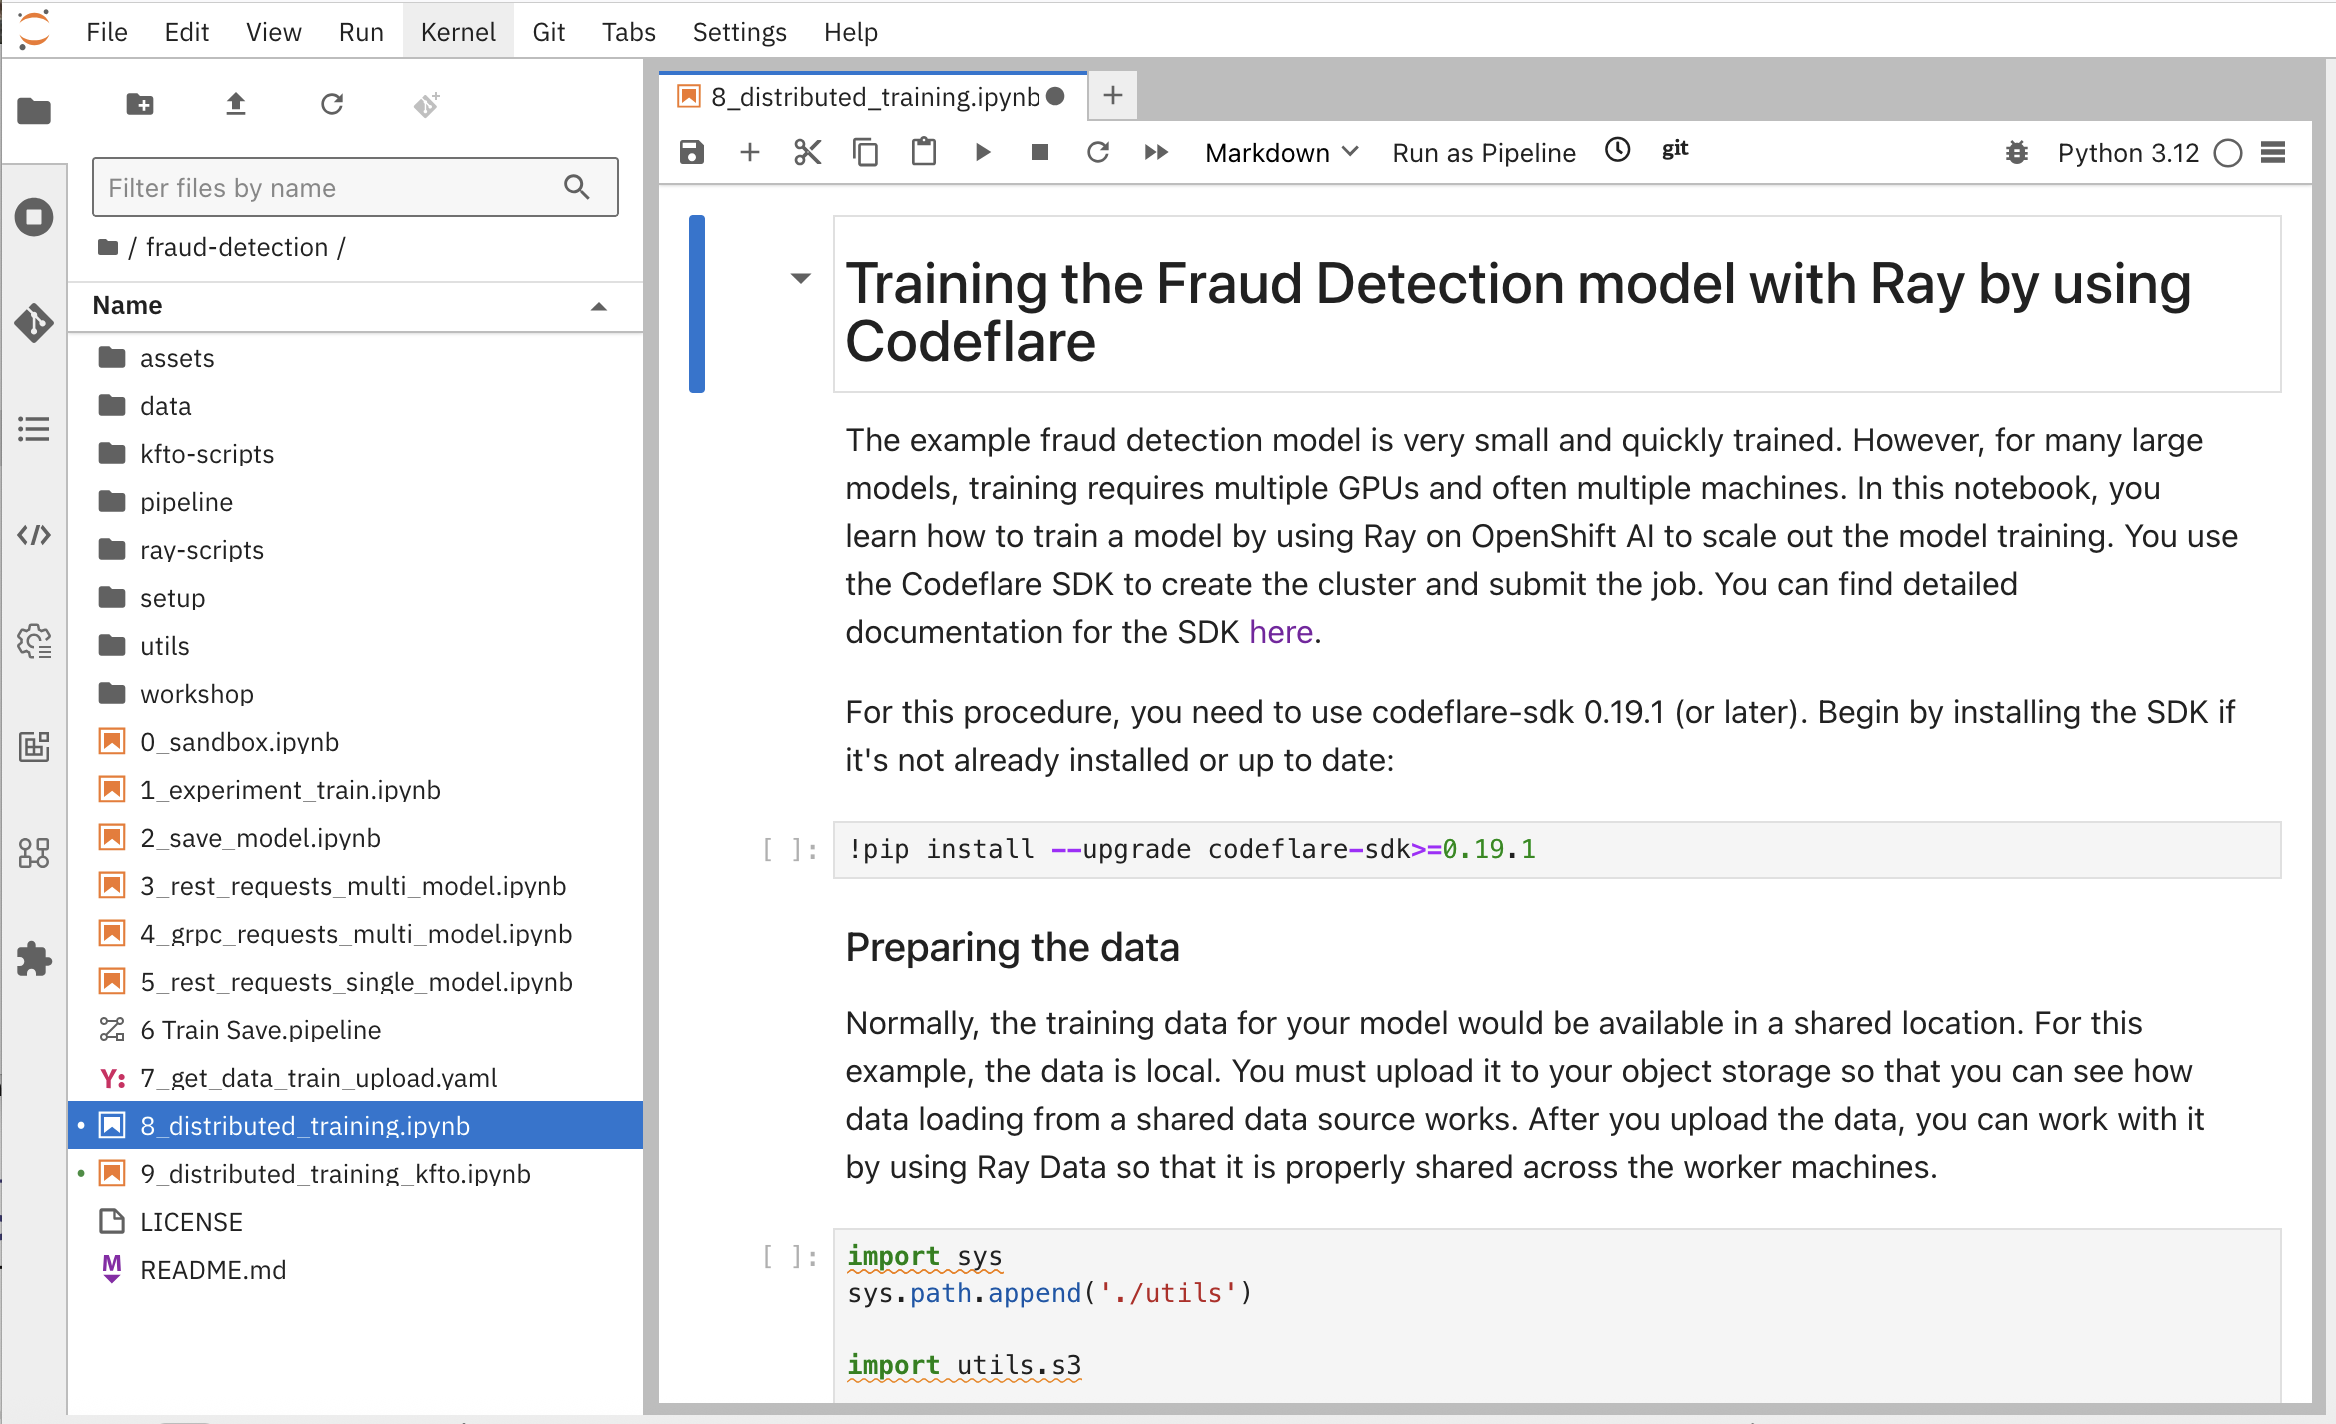 File Edit View Run Kernel Git Tabs Settings Help
Filter files by name
/ fraud-detection /
Name
assets
data
kfto-scripts
pipeline
ray-scripts
setup
utils
workshop
0_sandbox.ipynb
1_experiment_train.ipynb
2_save_model.ipynb
3_rest_requests_multi_model.ipynb
4_grpc_requests_multi_model.ipynb
5_rest_requests_single_model.ipynb
6 Train Save.pipeline
Y: 7_get_data_train_upload.yaml
8_distributed_training.ipynb
9_distributed_training_kfto.ipynb
LICENSE
M README.md
8_distributed_training.ipynb
Markdown Run as Pipeline git Python 3.12
Training the Fraud Detection model with Ray by using
Codeflare
The example fraud detection model is very small and quickly trained. However, for many large
models, training requires multiple GPUs and often multiple machines. In this notebook, you
learn how to train a model by using Ray on OpenShift AI to scale out the model training. You use
the Codeflare SDK to create the cluster and submit the job. You can find detailed
documentation for the SDK here.
For this procedure, you need to use codeflare-sdk 0.19.1 (or later). Begin by installing the SDK if
it's not already installed or up to date:
[ ]: !pip install --upgrade codeflare-sdk>=0.19.1
Preparing the data
Normally, the training data for your model would be available in a shared location. For this
example, the data is local. You must upload it to your object storage so that you can see how
data loading from a shared data source works. After you upload the data, you can work with it
by using Ray Data so that it is properly shared across the worker machines.
[ ]: import sys
sys.path.append('./utils')
import utils.s3